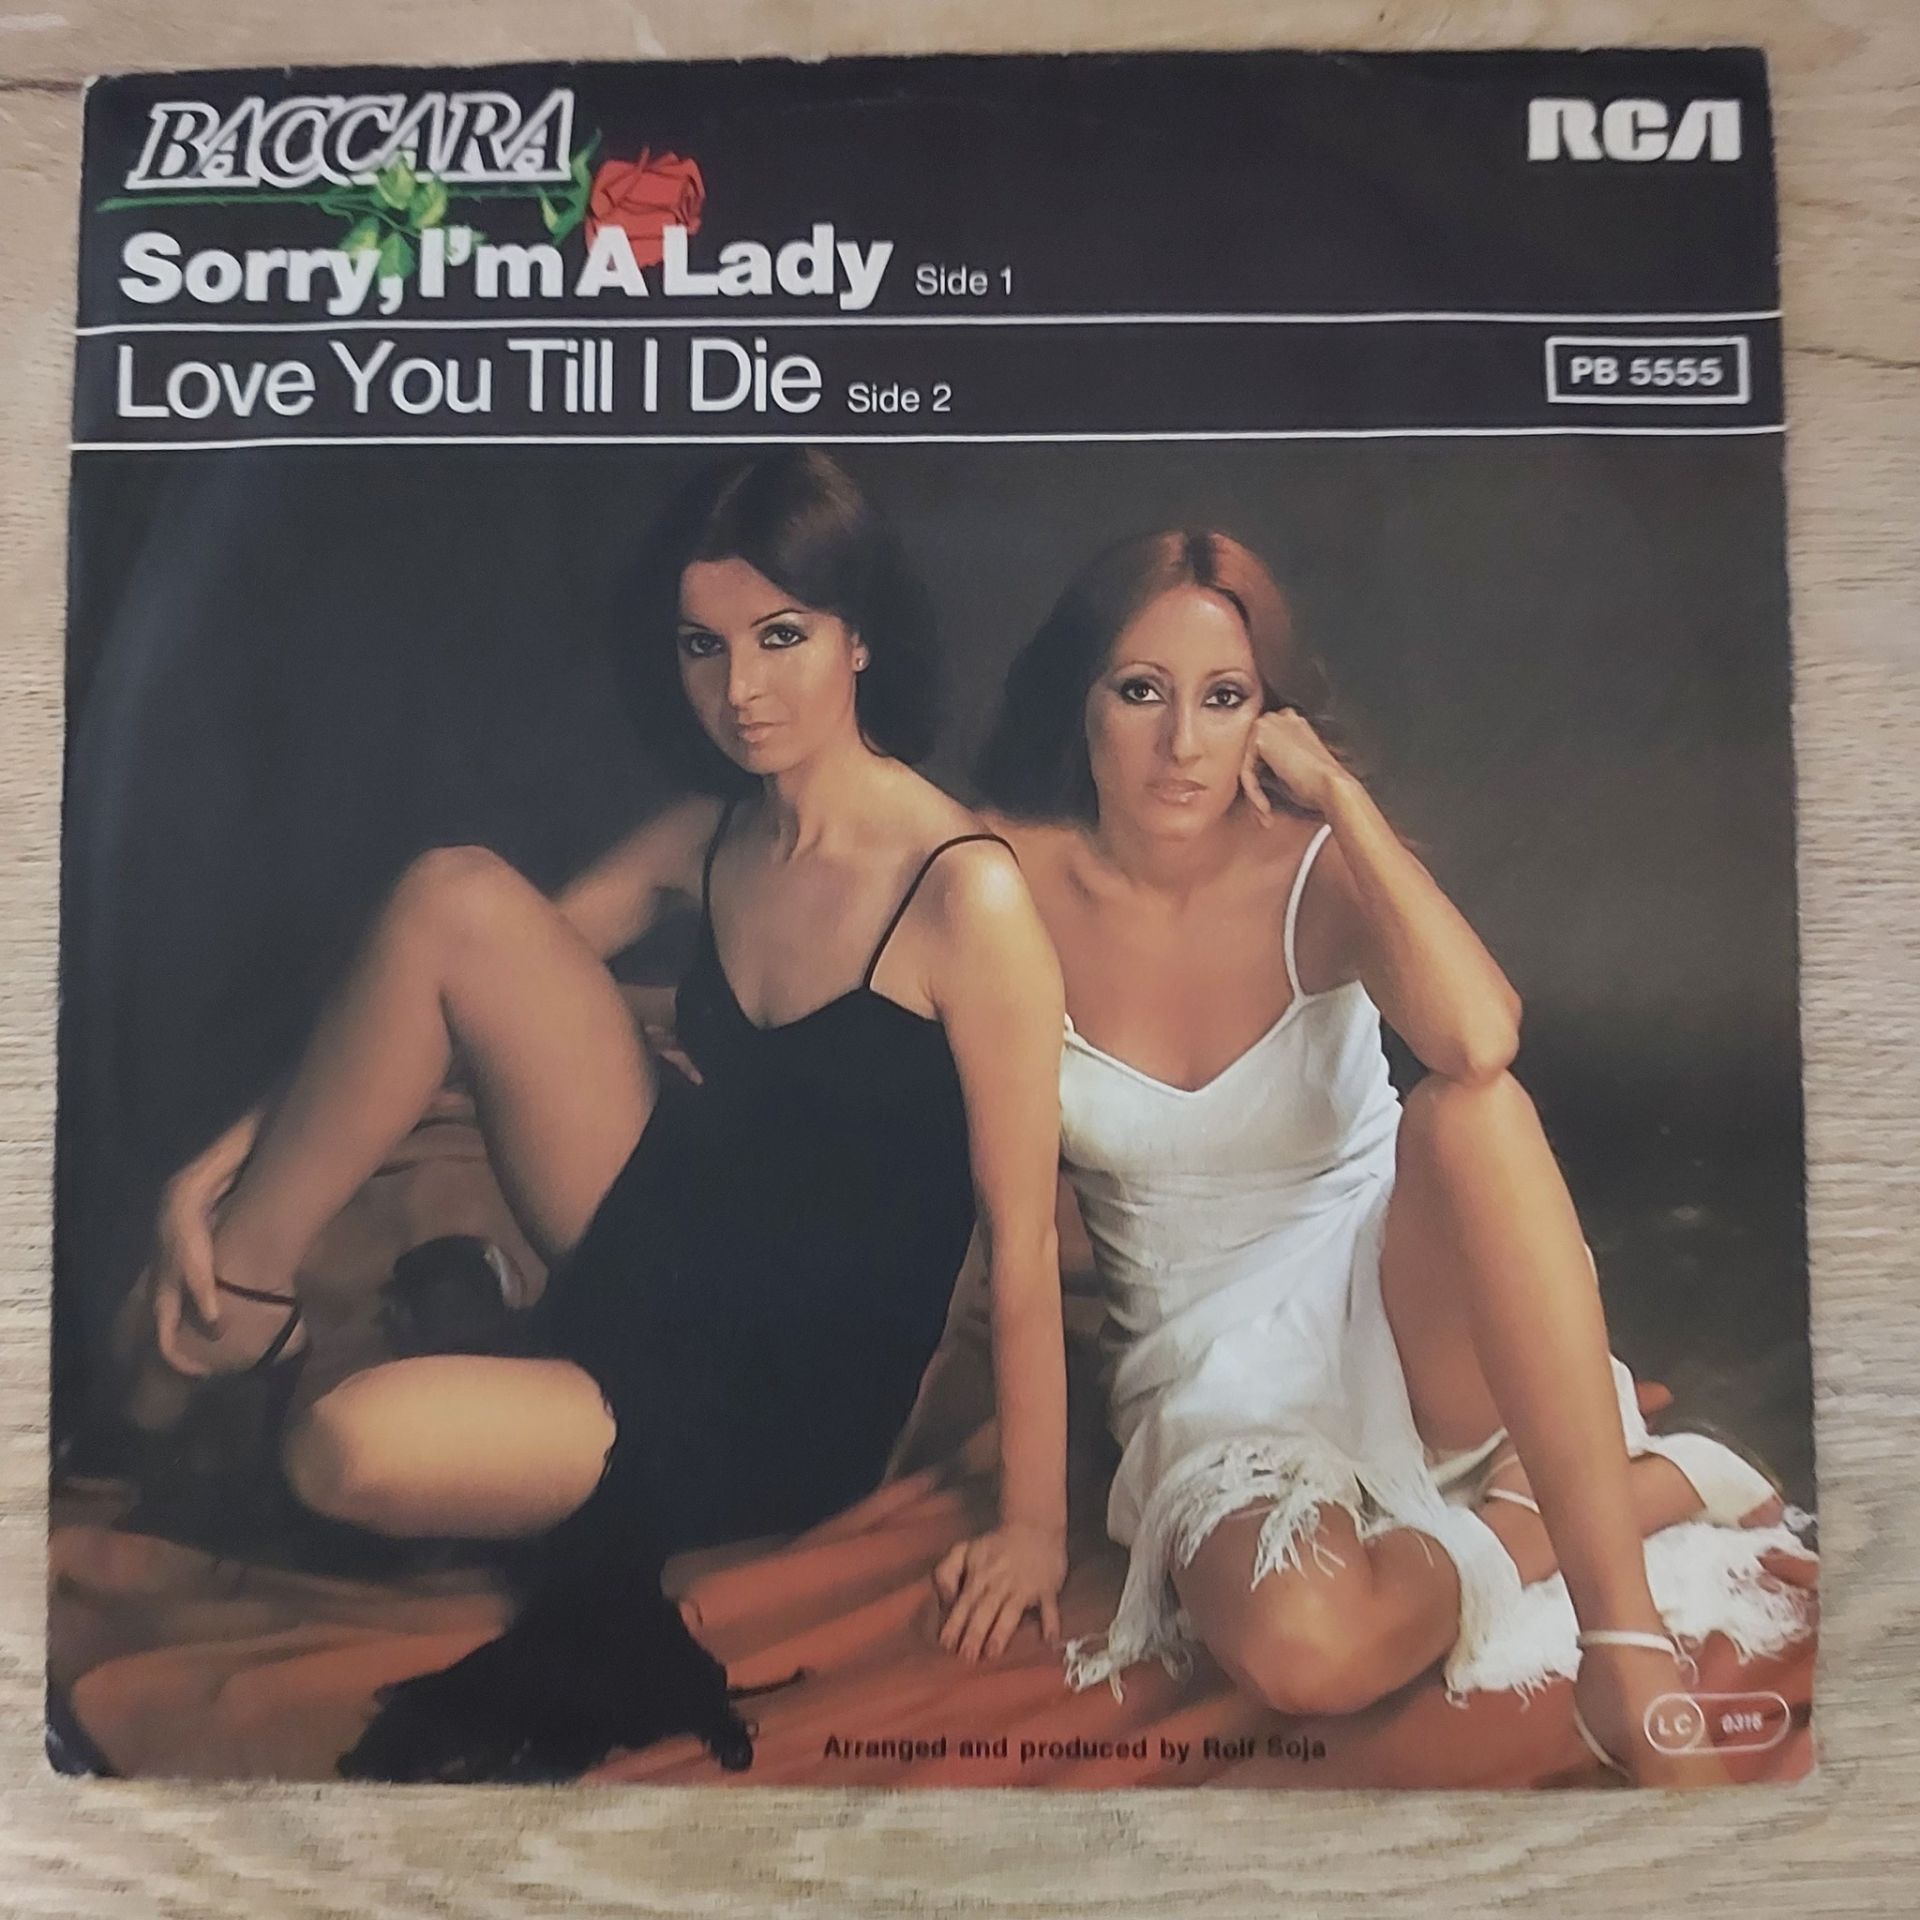 BACCARA
RCA
Sorry, I'm A Lady Side 1
Love You Till I Die Side 2
PB 5555
Arranged and produced by Rolf Soja
LC 0316